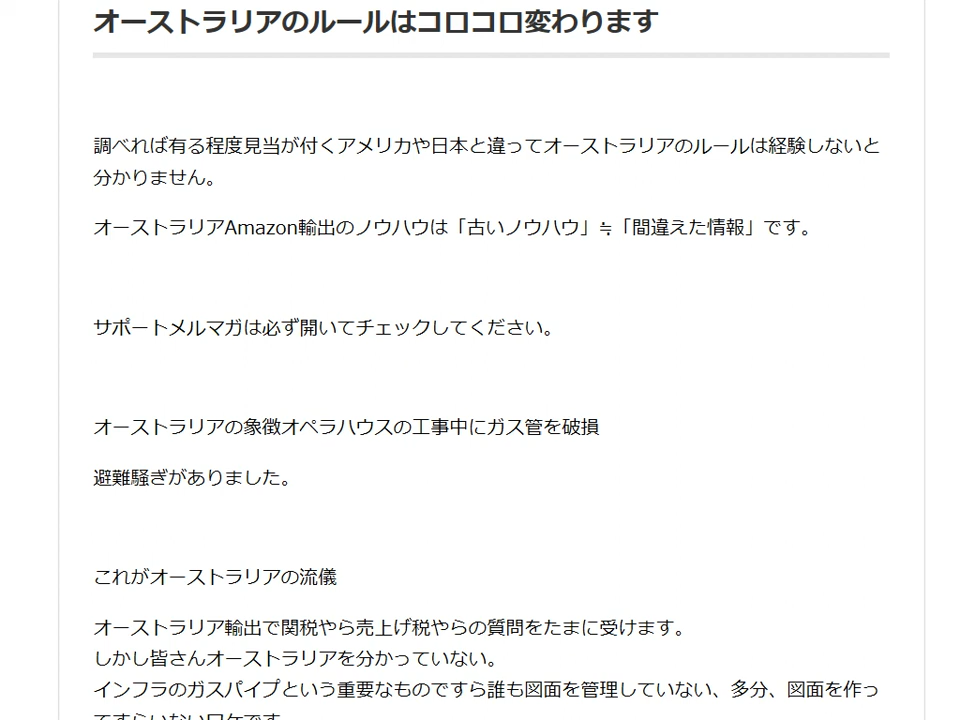 オーストラリアのルールはコロコロ変わります
調べれば有る程度見当が付くアメリカや日本と違ってオーストラリアのルールは経験しないと
分かりません。
オーストラリアAmazon輸出のノウハウは「古いノウハウ」≒「間違えた情報」です。
サポートメルマガは必ず開いてチェックしてください。
オーストラリアの象徴オペラハウスの工事中にガス管を破損
避難騒ぎがありました。
これがオーストラリアの流儀
オーストラリア輸出で関税やら売上げ税やらの質問をたまに受けます。
しかし皆さんオーストラリアを分かっていない。
インフラのガスパイプという重要なものですら誰も図面を管理していない、多分、図面を作っ
てすらいないワケです